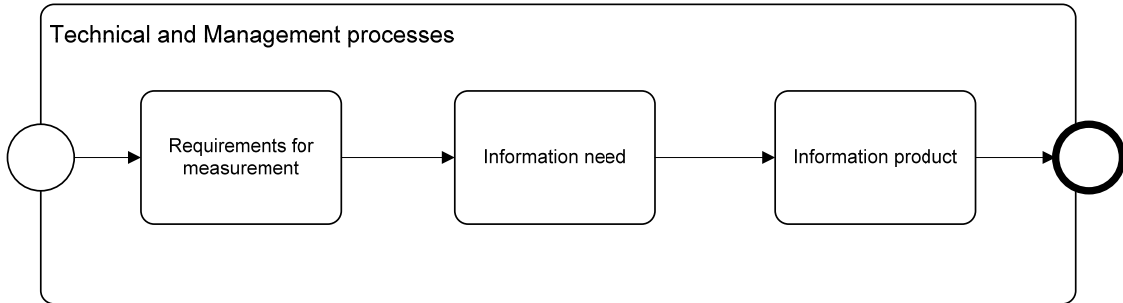 Technical and Management processes
Requirements for
measurement
Information need
Information product